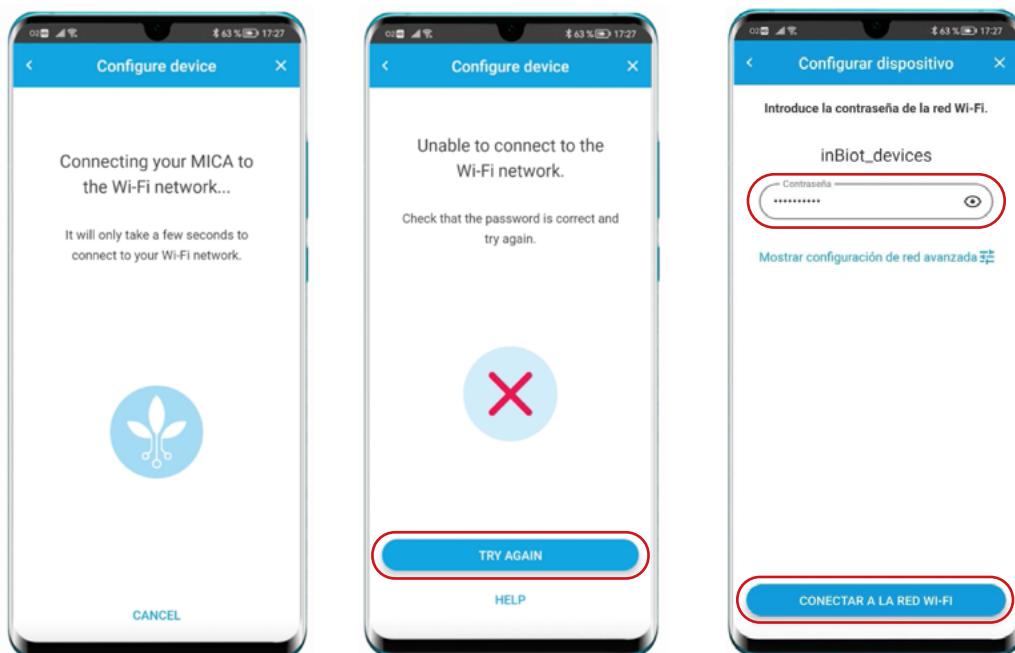 63 % 17:27
Configure device
Connecting your MICA to
the Wi-Fi network...
It will only take a few seconds to
connect to your Wi-Fi network.
CANCEL
63 % 17:27
Configure device
Unable to connect to the
Wi-Fi network.
Check that the password is correct and
try again.
TRY AGAIN
HELP
63 % 17:27
Configurar dispositivo
Introduce la contraseña de la red Wi-Fi.
inBiot_devices
Contraseña
••••••••••
Mostrar configuración de red avanzada
CONECTAR A LA RED WI-FI